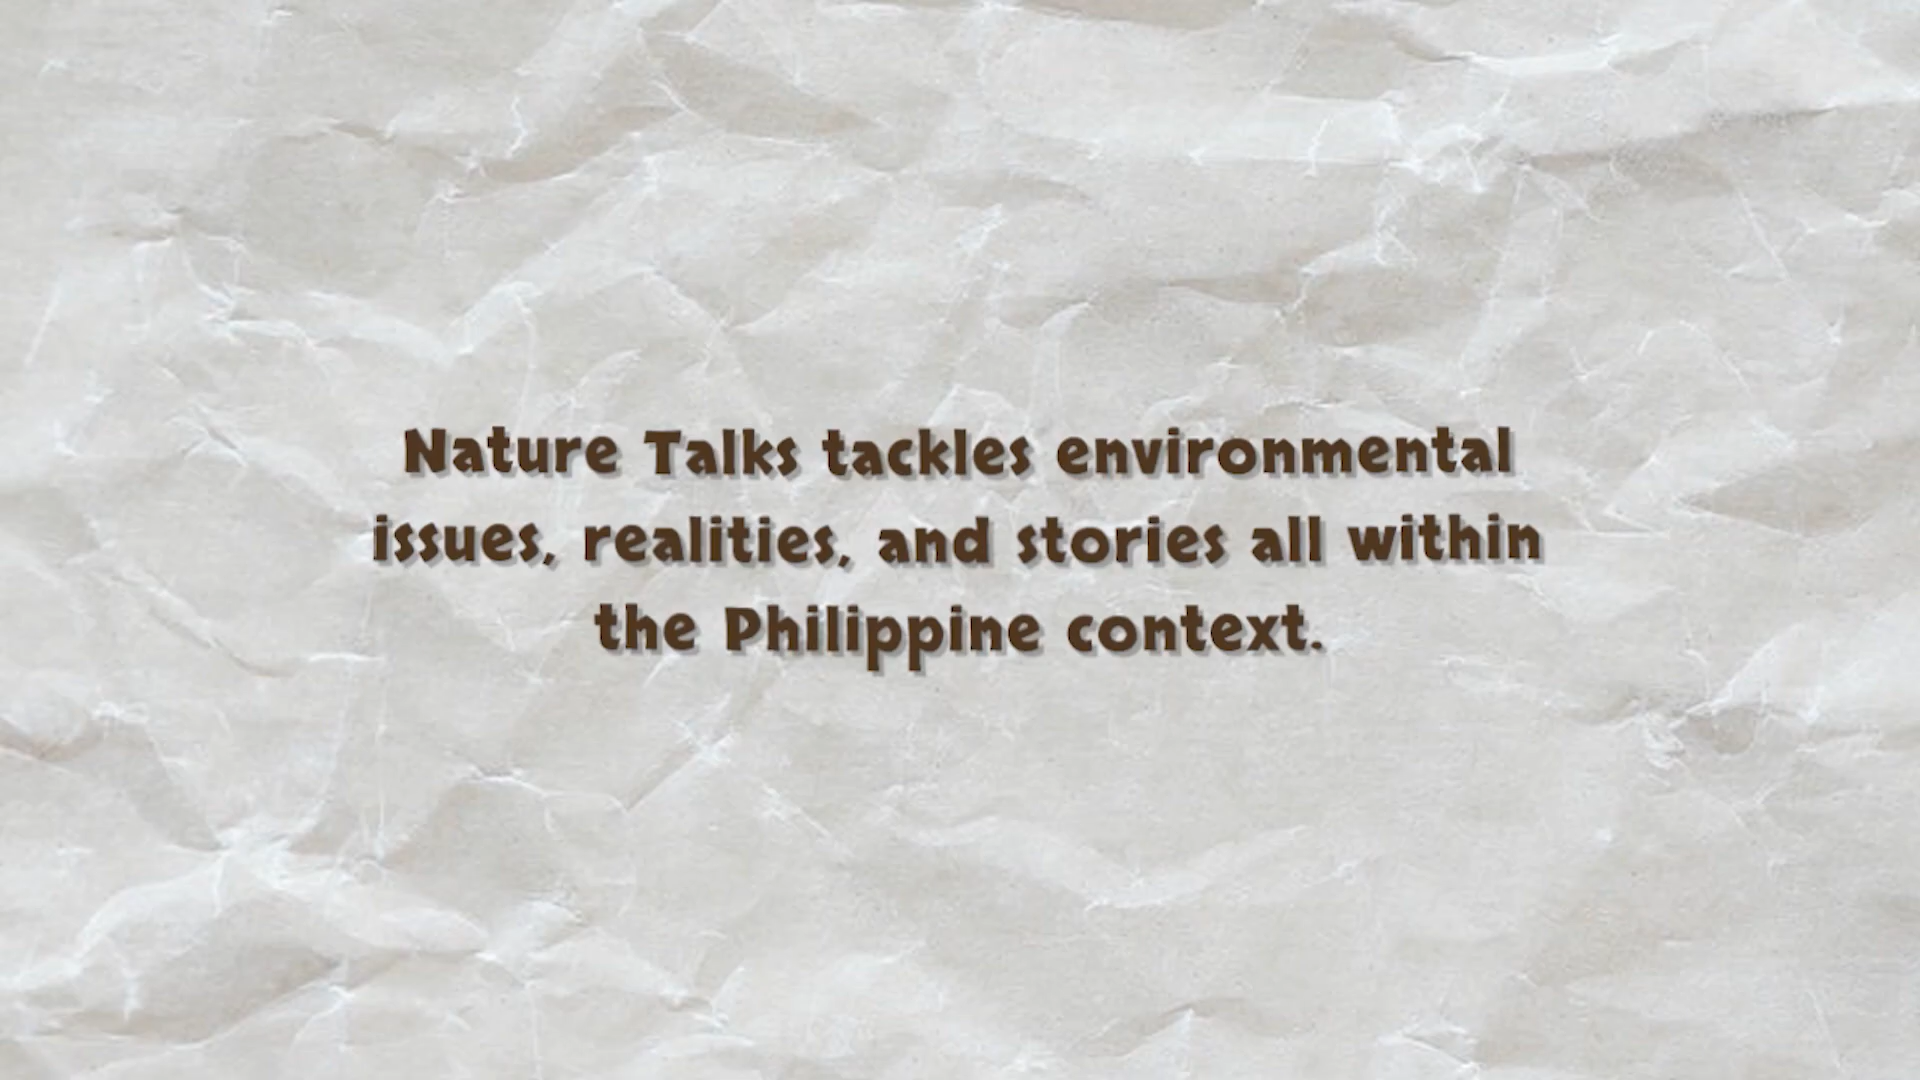 Nature Talks tackles environmental
issues, realities, and stories all within
the Philippine context.